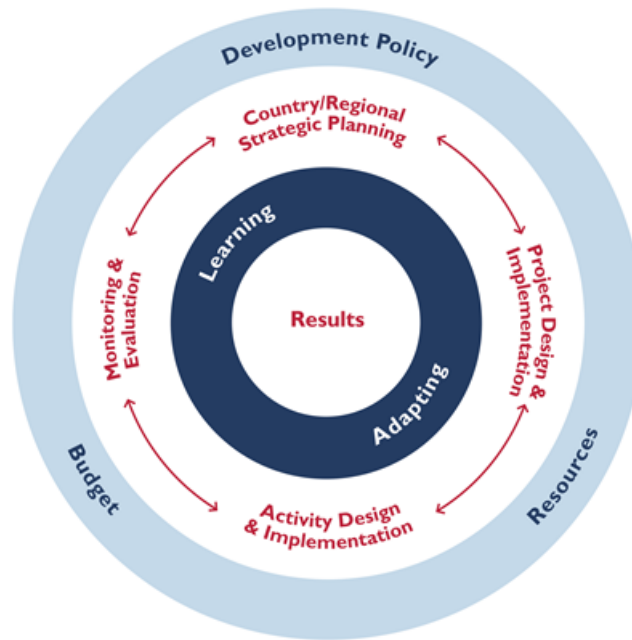 Development Policy
Country/Regional
Strategic Planning
Learning
Monitoring &
Evaluation
Results
Project Design &
Implementation
Adapting
Budget
Resources
Activity Design
& Implementation